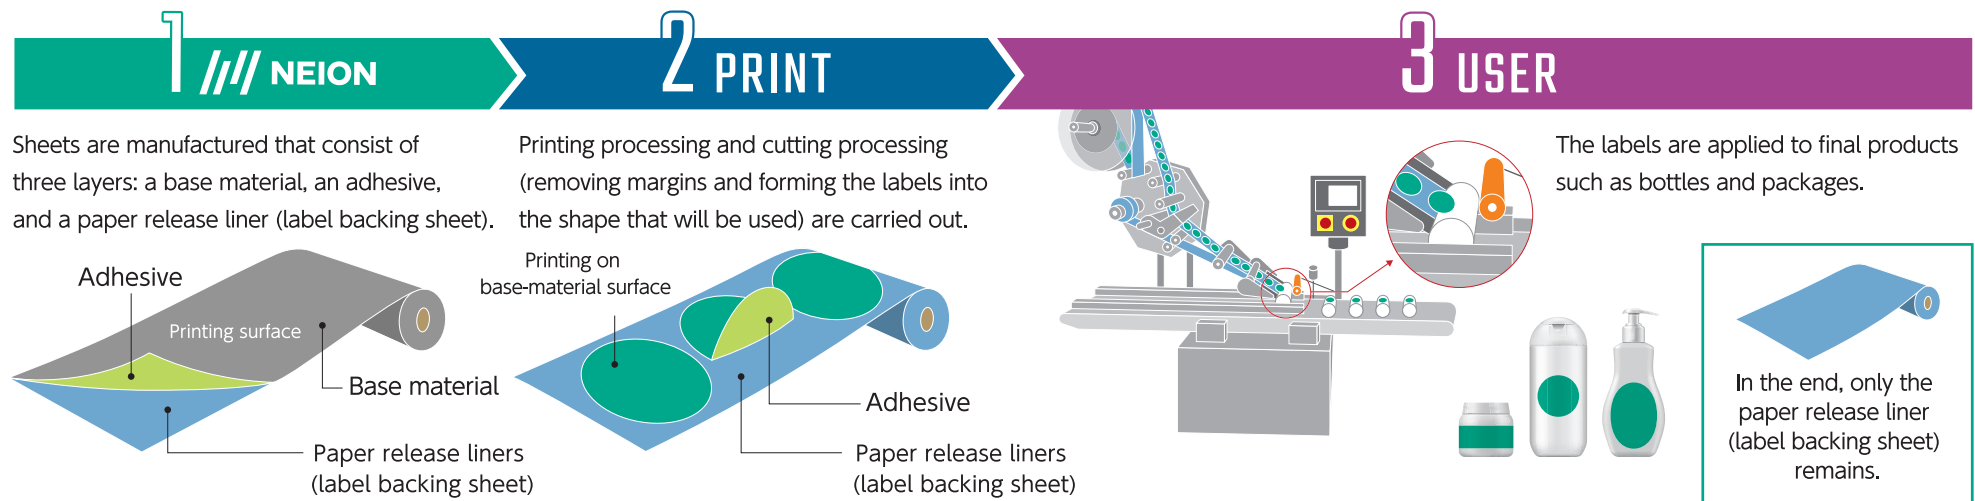 1 NEION
2 PRINT
3 USER
Sheets are manufactured that consist of
three layers: a base material, an adhesive,
and a paper release liner (label backing sheet).
Adhesive
Printing surface
Base material
Paper release liners
(label backing sheet)
Printing processing and cutting processing
(removing margins and forming the labels into
the shape that will be used) are carried out.
Printing on
base-material surface
Adhesive
Paper release liners
(label backing sheet)
The labels are applied to final products
such as bottles and packages.
In the end, only the
paper release liner
(label backing sheet)
remains.